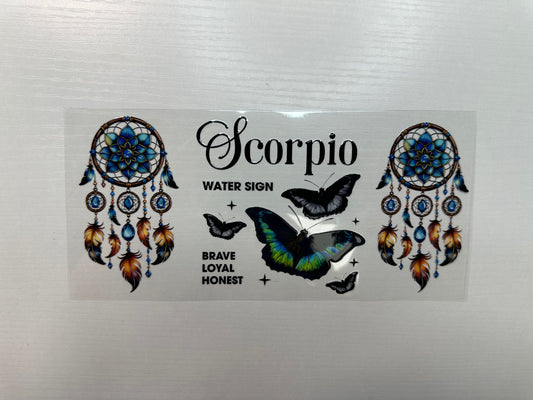 Scorpio
WATER SIGN
BRAVE
LOYAL
HONEST